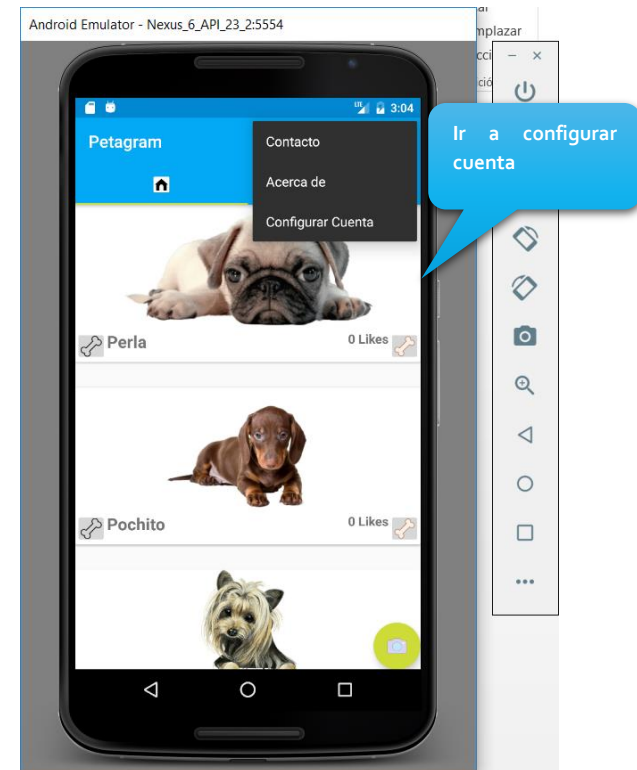 Android Emulator - Nexus_6_API_23_2:5554
mplazar
3:04
Petagram
Contacto
Acerca de
Configurar Cuenta
Ir a configurar
cuenta
Perla
0 Likes
Pochito
0 Likes